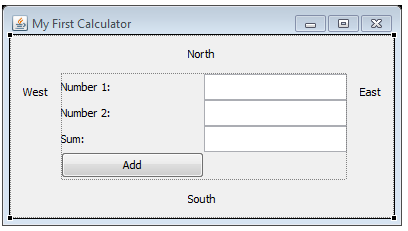 My First Calculator
North
West
Number 1:
East
Number 2:
Sum:
Add
South